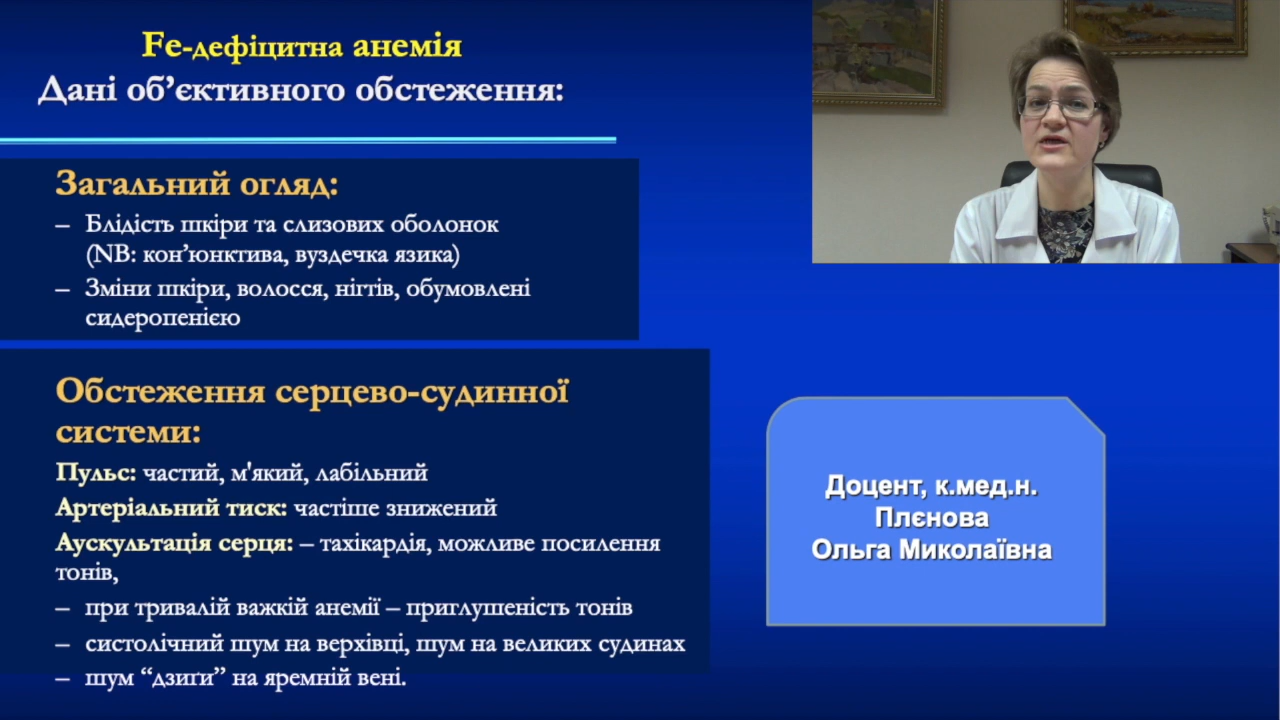 Fe-дефіцитна анемія
Дані об’єктивного обстеження:
Загальний огляд:
– Блідість шкіри та слизових оболонок
(NB: кон’юнктива, вуздечка язика)
– Зміни шкіри, волосся, нігтів, обумовлені
сидеропенією
Обстеження серцево-судинної
системи:
Пульс: частий, м'який, лабільний
Артеріальний тиск: частіше знижений
Аускультація серця: – тахікардія, можливе посилення
тонів,
– при тривалій важкій анемії – приглушеність тонів
– систолічний шум на верхівці, шум на великих судинах
– шум “дзиґи” на яремній вені.
Доцент, к.мед.н.
Плєнова
Ольга Миколаївна